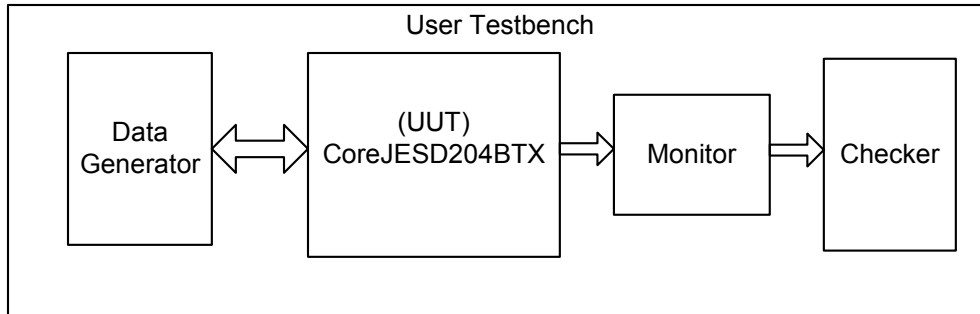 User Testbench
Data
Generator
(UUT)
CoreJESD204BTX
Monitor
Checker